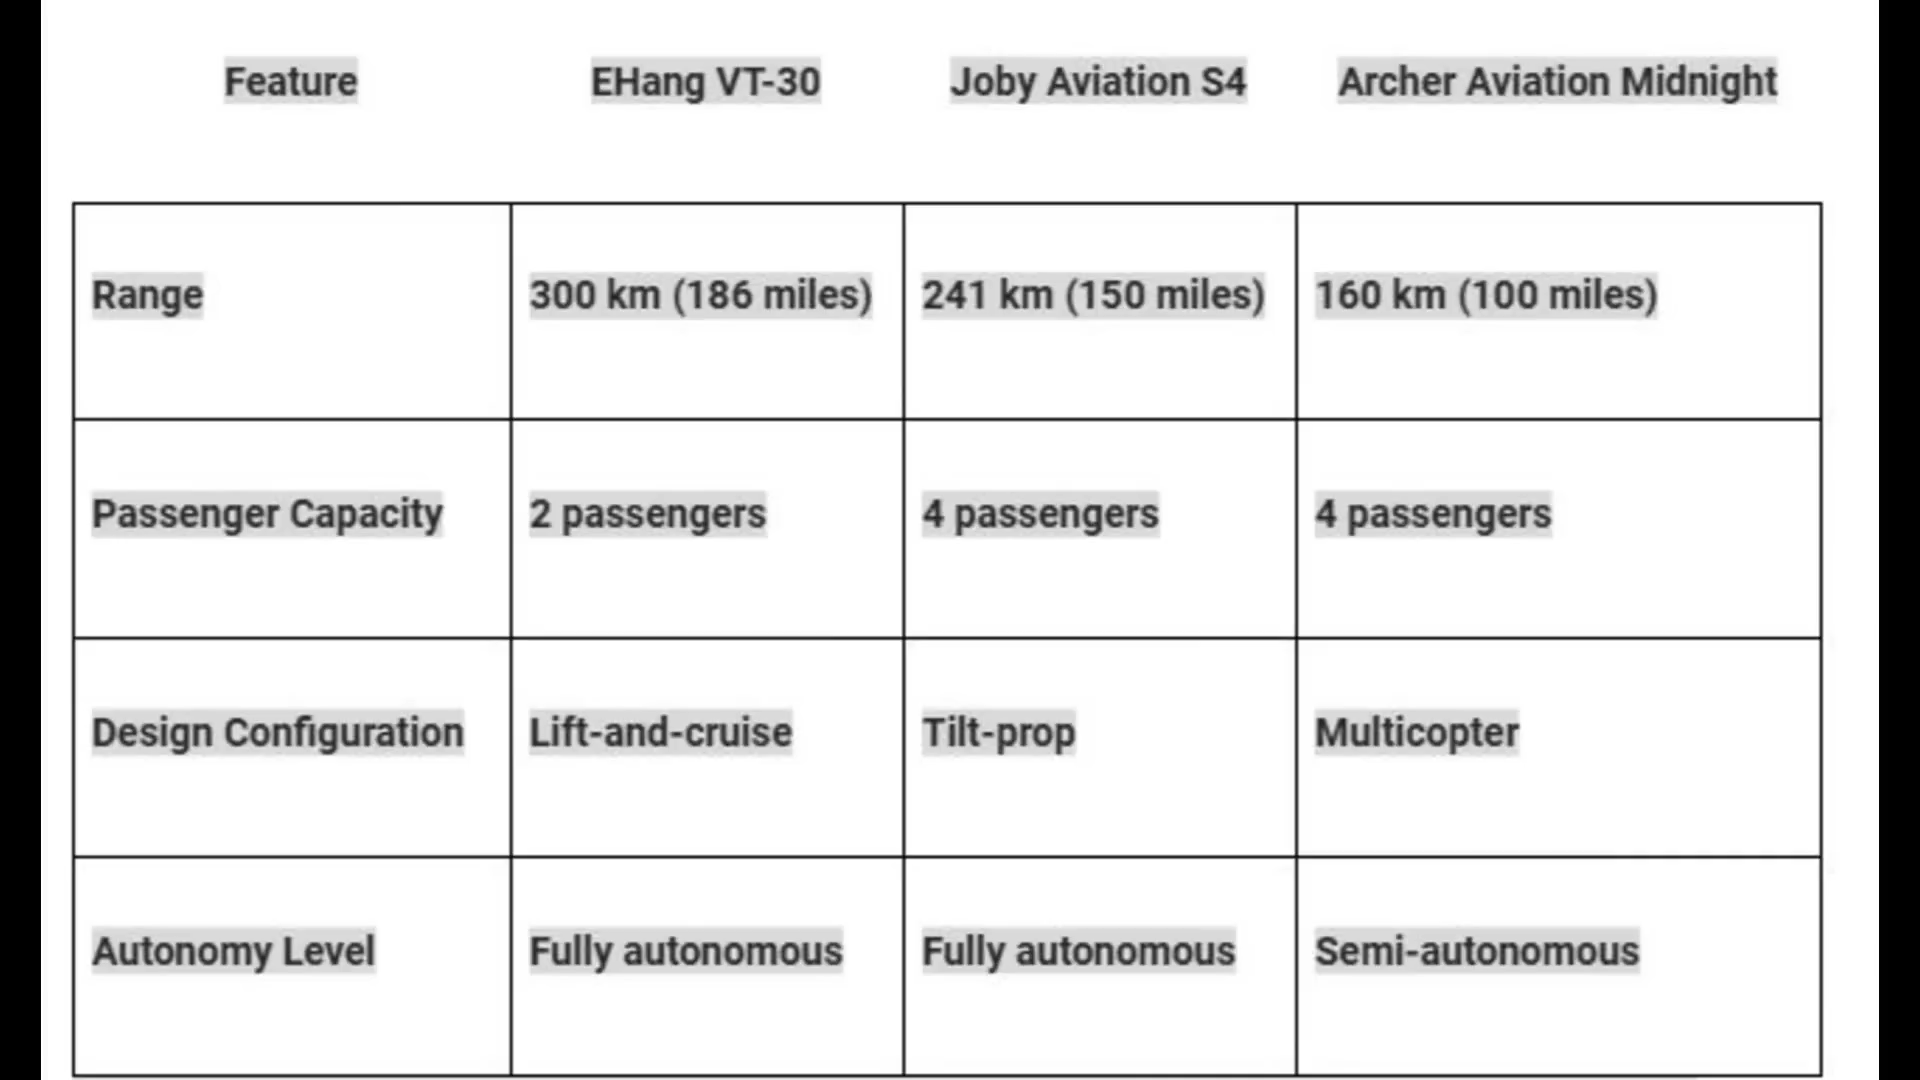 Feature EHang VT-30 Joby Aviation S4 Archer Aviation Midnight
Range 300 km (186 miles) 241 km (150 miles) 160 km (100 miles)
Passenger Capacity 2 passengers 4 passengers 4 passengers
Design Configuration Lift-and-cruise Tilt-prop Multicopter
Autonomy Level Fully autonomous Fully autonomous Semi-autonomous